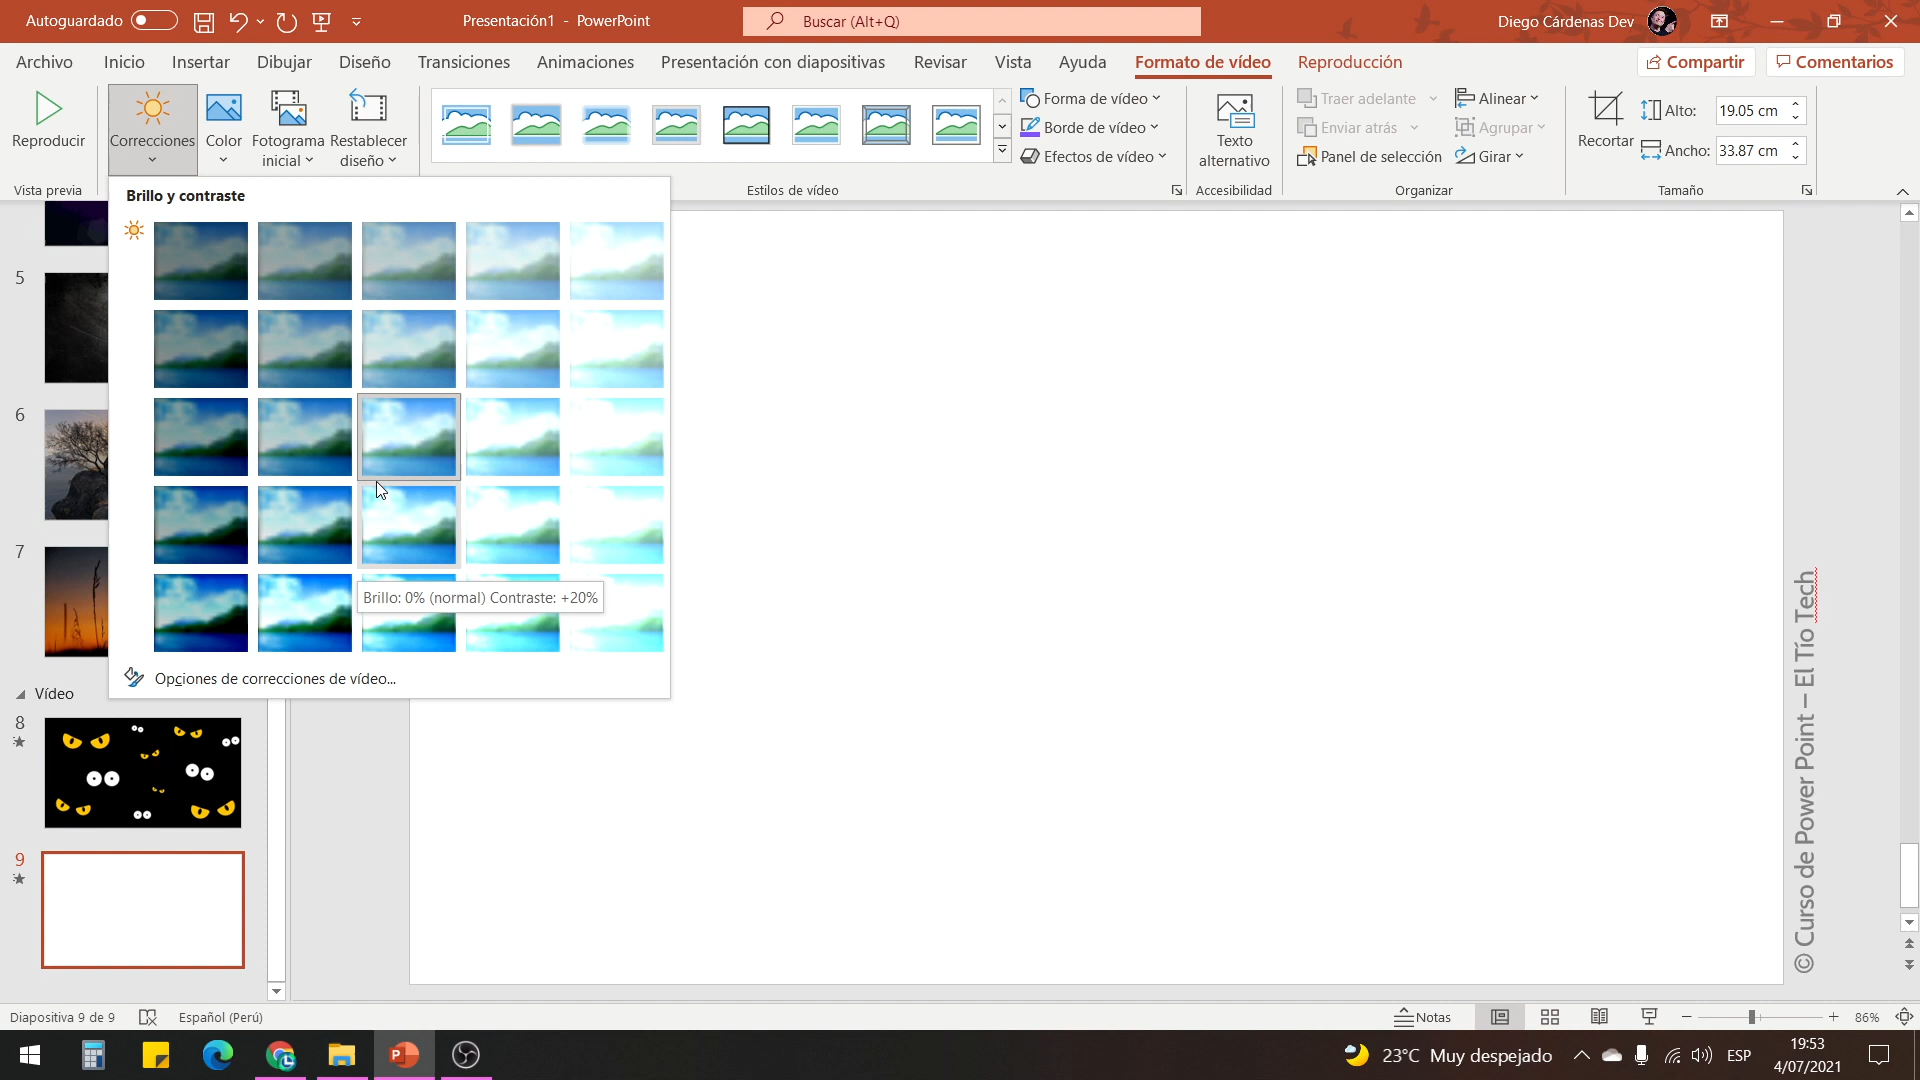 Autoguardado
Presentación1 - PowerPoint
Buscar (Alt+Q)
Diego Cárdenas Dev
Archivo
Inicio
Insertar
Dibujar
Diseño
Transiciones
Animaciones
Presentación con diapositivas
Revisar
Vista
Ayuda
Formato de vídeo
Reproducción
Compartir
Comentarios
Reproducir
Vista previa
Correcciones
Color
Fotograma
inicial
Restablecer
diseño
Estilos de vídeo
Forma de vídeo
Borde de vídeo
Efectos de vídeo
Texto
alternativo
Accesibilidad
Traer adelante
Enviar atrás
Panel de selección
Alinear
Agrupar
Girar
Organizar
Recortar
Alto:
19.05 cm
Ancho:
33.87 cm
Tamaño
Brillo y contraste
Brillo: 0% (normal) Contraste: +20%
Opciones de correcciones de vídeo...
5
6
7
Vídeo
8
9
© Curso de Power Point – El Tío Tech
Diapositiva 9 de 9
Español (Perú)
Notas
86%
23°C Muy despejado
ESP
19:53
4/07/2021